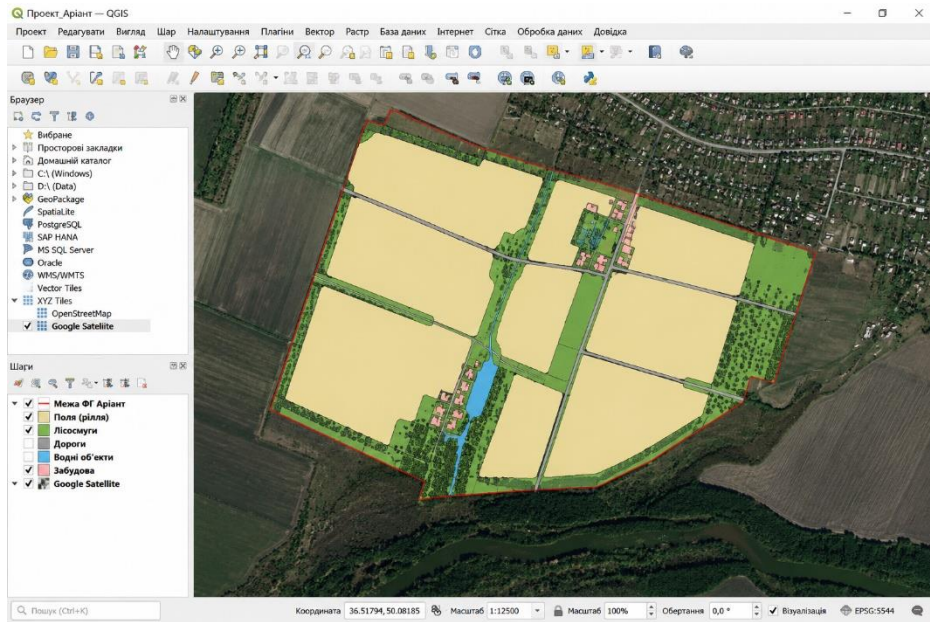 Проект_Аріант — QGIS
Проект Редагувати Вигляд Шар Налаштування Плагіни Вектор Растр База даних Інтернет Сітка Обробка даних Довідка
Браузер
Вибране
Просторові закладки
Домашній каталог
C:\ (Windows)
D:\ (Data)
GeoPackage
SpatiaLite
PostgreSQL
SAP HANA
MS SQL Server
Oracle
WMS/WMTS
Vector Tiles
XYZ Tiles
OpenStreetMap
Google Satellite
Шари
Межа ФГ Аріант
Поля (рілля)
Лісосмуги
Дороги
Водні об'єкти
Забудова
Google Satellite
Пошук (Ctrl+K) Координата 36.51794, 50.08185 Масштаб 1:12500 Масштаб 100% Обертання 0,0 ° Візуалізація EPSG:5544